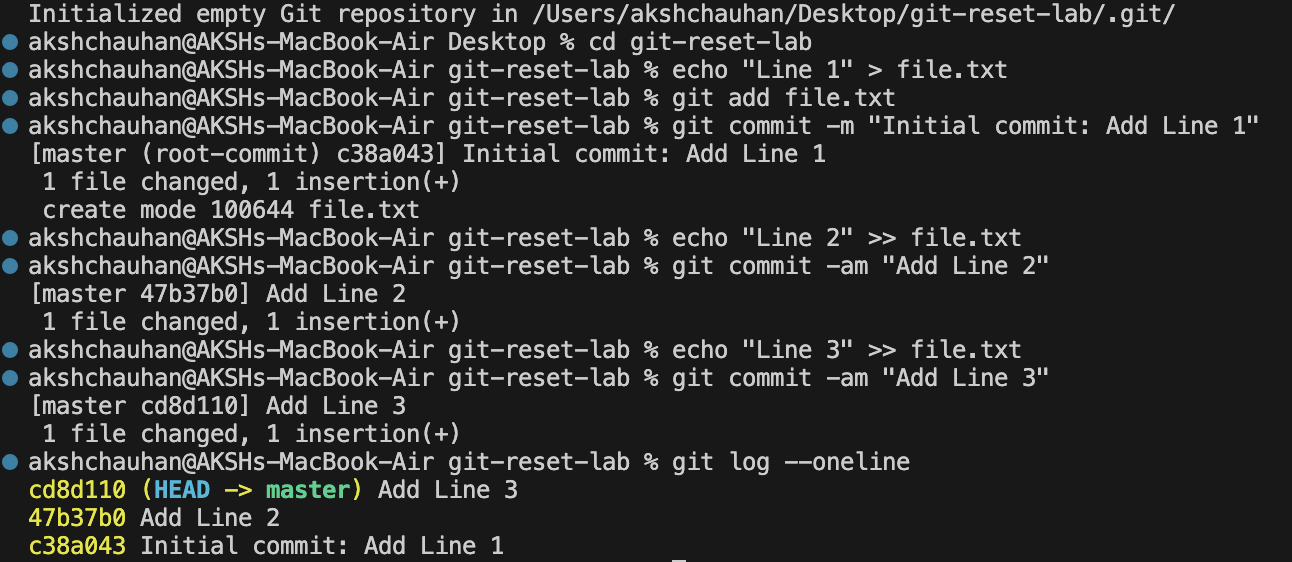 Initialized empty Git repository in /Users/akshchauhan/Desktop/git-reset-lab/.git/
akshchauhan@AKSHs-MacBook-Air Desktop % cd git-reset-lab
akshchauhan@AKSHs-MacBook-Air git-reset-lab % echo "Line 1" > file.txt
akshchauhan@AKSHs-MacBook-Air git-reset-lab % git add file.txt
akshchauhan@AKSHs-MacBook-Air git-reset-lab % git commit -m "Initial commit: Add Line 1"
[master (root-commit) c38a043] Initial commit: Add Line 1
 1 file changed, 1 insertion(+)
 create mode 100644 file.txt
akshchauhan@AKSHs-MacBook-Air git-reset-lab % echo "Line 2" >> file.txt
akshchauhan@AKSHs-MacBook-Air git-reset-lab % git commit -am "Add Line 2"
[master 47b37b0] Add Line 2
 1 file changed, 1 insertion(+)
akshchauhan@AKSHs-MacBook-Air git-reset-lab % echo "Line 3" >> file.txt
akshchauhan@AKSHs-MacBook-Air git-reset-lab % git commit -am "Add Line 3"
[master cd8d110] Add Line 3
 1 file changed, 1 insertion(+)
akshchauhan@AKSHs-MacBook-Air git-reset-lab % git log --oneline
cd8d110 (HEAD -> master) Add Line 3
47b37b0 Add Line 2
c38a043 Initial commit: Add Line 1